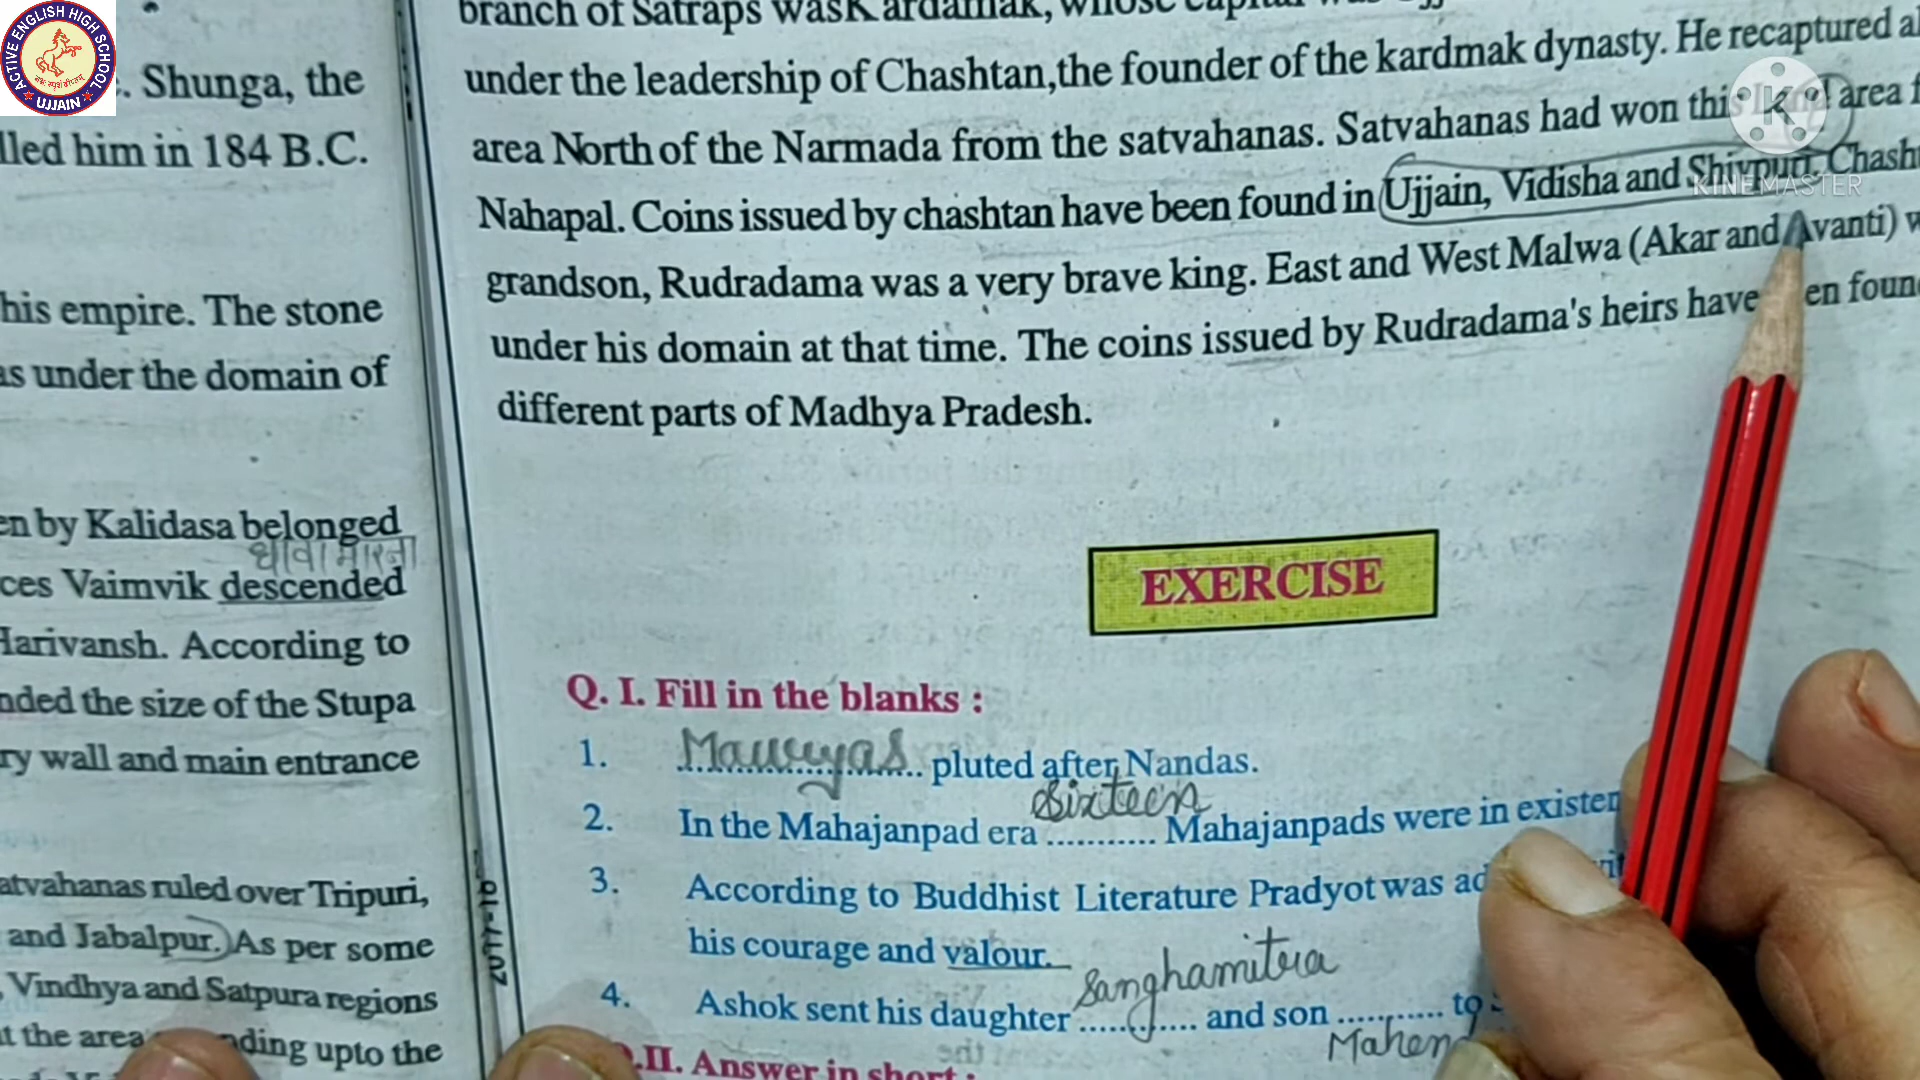 ACTIVE ENGLISH HIGH SCHOOL
UJJAIN
Shunga, the
lled him in 184 B.C.
his empire. The stone
as under the domain of
en by Kalidasa belonged
धावा मारना
ces Vaimvik descended
Harivansh. According to
nded the size of the Stupa
ry wall and main entrance
atvahanas ruled over Tripuri,
and Jabalpur. As per some
, Vindhya and Satpura regions
t the area nding upto the
branch of Satraps was Kardamak, whose
under the leadership of Chashtan,the founder of the kardmak dynasty. He recaptured al
area North of the Narmada from the satvahanas. Satvahanas had won this area f
Nahapal. Coins issued by chashtan have been found in Ujjain, Vidisha and Shivpuri. Chasht
grandson, Rudradama was a very brave king. East and West Malwa (Akar and Avanti) w
under his domain at that time. The coins issued by Rudradama's heirs have en foun
different parts of Madhya Pradesh.
K
KINEMASTER
EXERCISE
Q. I. Fill in the blanks :
1. Mauryas pluted after Nandas.
2. In the Mahajanpad era sixteen Mahajanpads were in existen
3. According to Buddhist Literature Pradyot was ad
his courage and valour.
4. Ashok sent his daughter Sanghamitra and son .......... to
Mahend
Q.II. Answer in short :